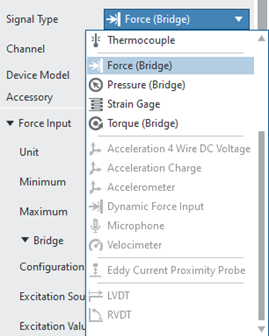 Signal Type
Force (Bridge)
Channel
Thermocouple
Force (Bridge)
Device Model
Pressure (Bridge)
Accessory
Strain Gage
Force Input
Torque (Bridge)
Unit
Acceleration 4 Wire DC Voltage
Acceleration Charge
Minimum
Accelerometer
Maximum
Dynamic Force Input
Microphone
Bridge
Velocimeter
Configuration
Eddy Current Proximity Probe
Excitation Sou
LVDT
RVDT
Excitation Valu